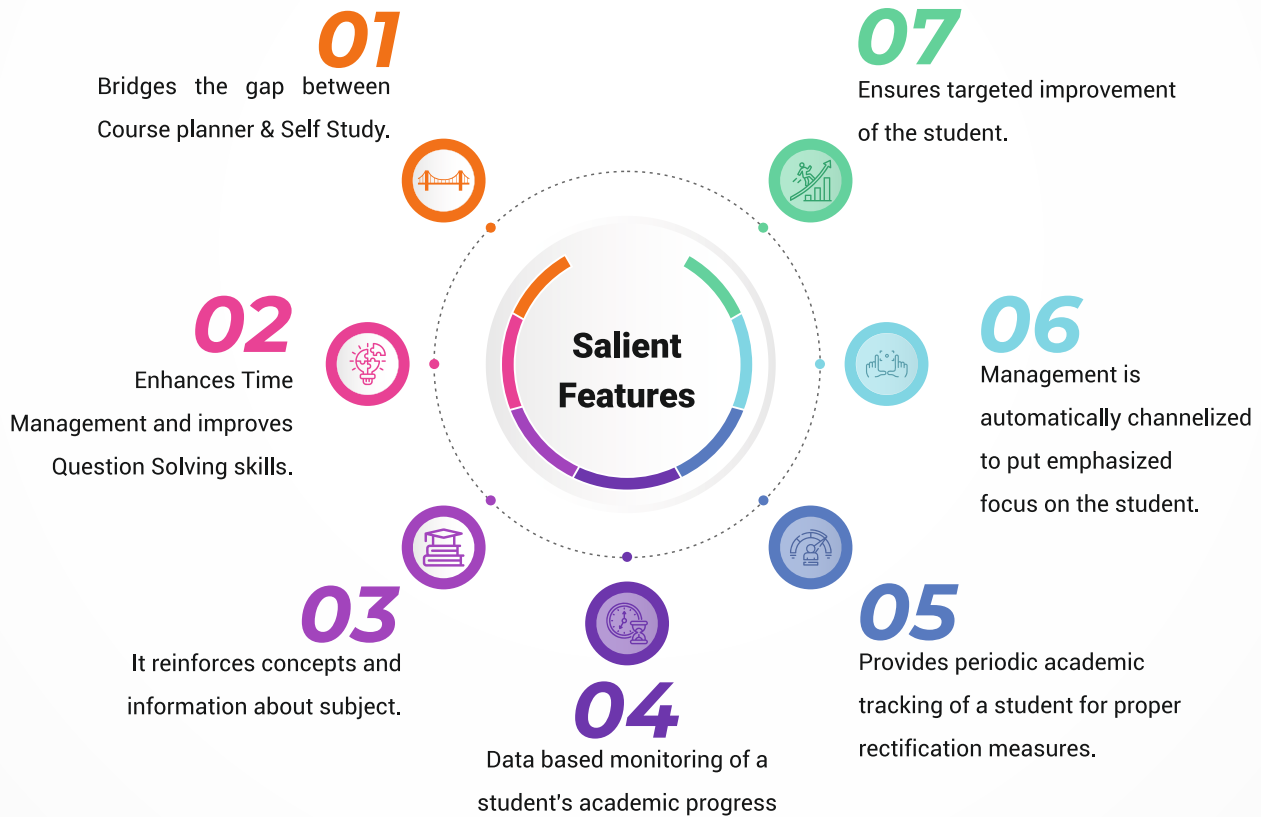 01
Bridges the gap between
Course planner & Self Study.
02
Enhances Time
Management and improves
Question Solving skills.
03
It reinforces concepts and
information about subject.
04
Data based monitoring of a
student's academic progress
05
Provides periodic academic
tracking of a student for proper
rectification measures.
06
Management is
automatically channelized
to put emphasized
focus on the student.
07
Ensures targeted improvement
of the student.
Salient
Features